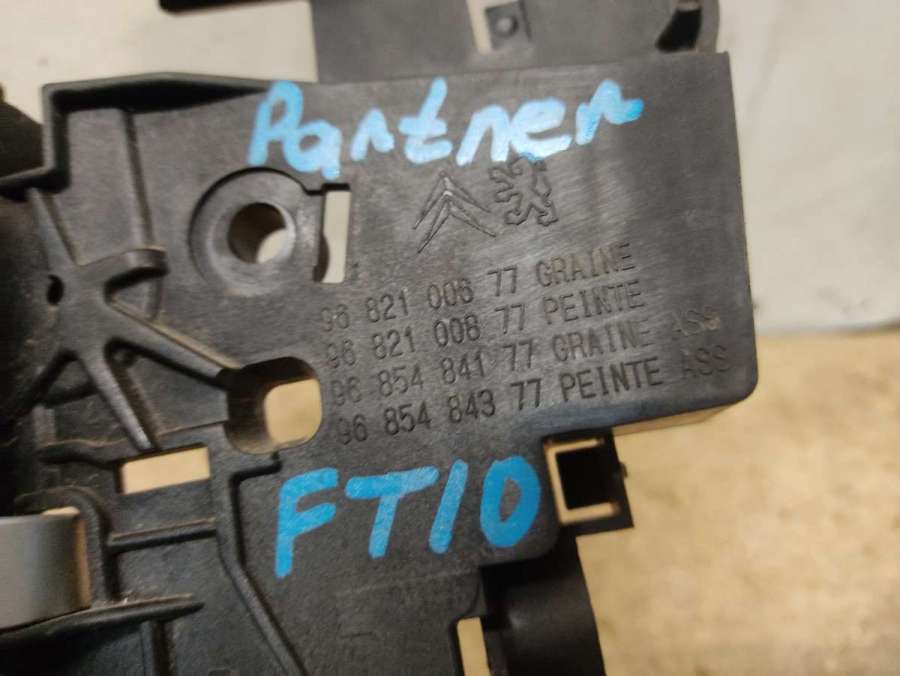 Partner
96 821 006 77 GRAINE
96 821 008 77 PEINTE
96 854 841 77 GRAINE ASS
96 854 843 77 PEINTE ASS
FT10